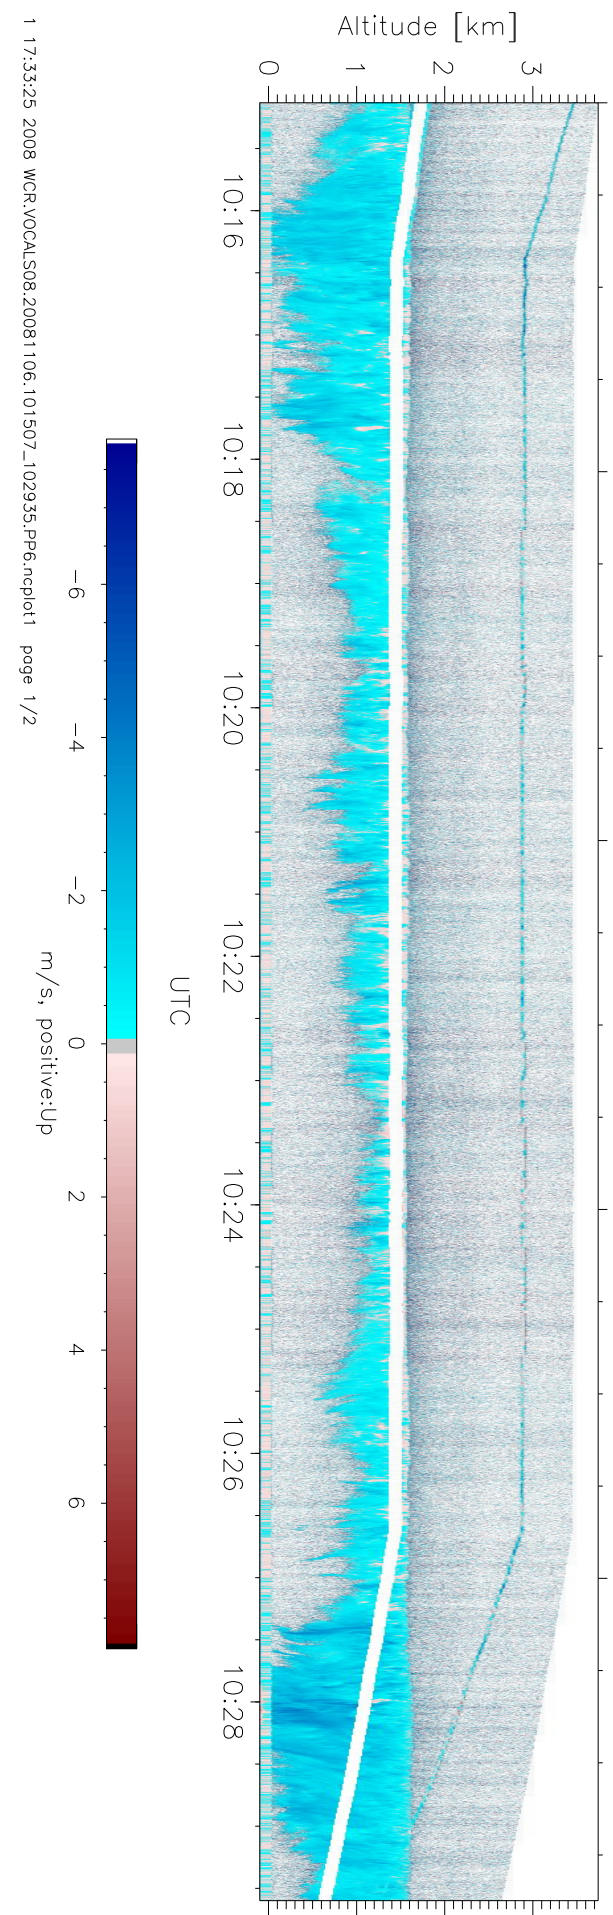 Altitude [km]
0 1 2 3
10:16 10:18 10:20 10:22 10:24 10:26 10:28
UTC
-6 -4 -2 0 2 4 6
m/s, positive:Up
1 17:33:25 2008 WCR.VOCALS08.20081106.101507_102935.PP6.ncplot1 page 1/2